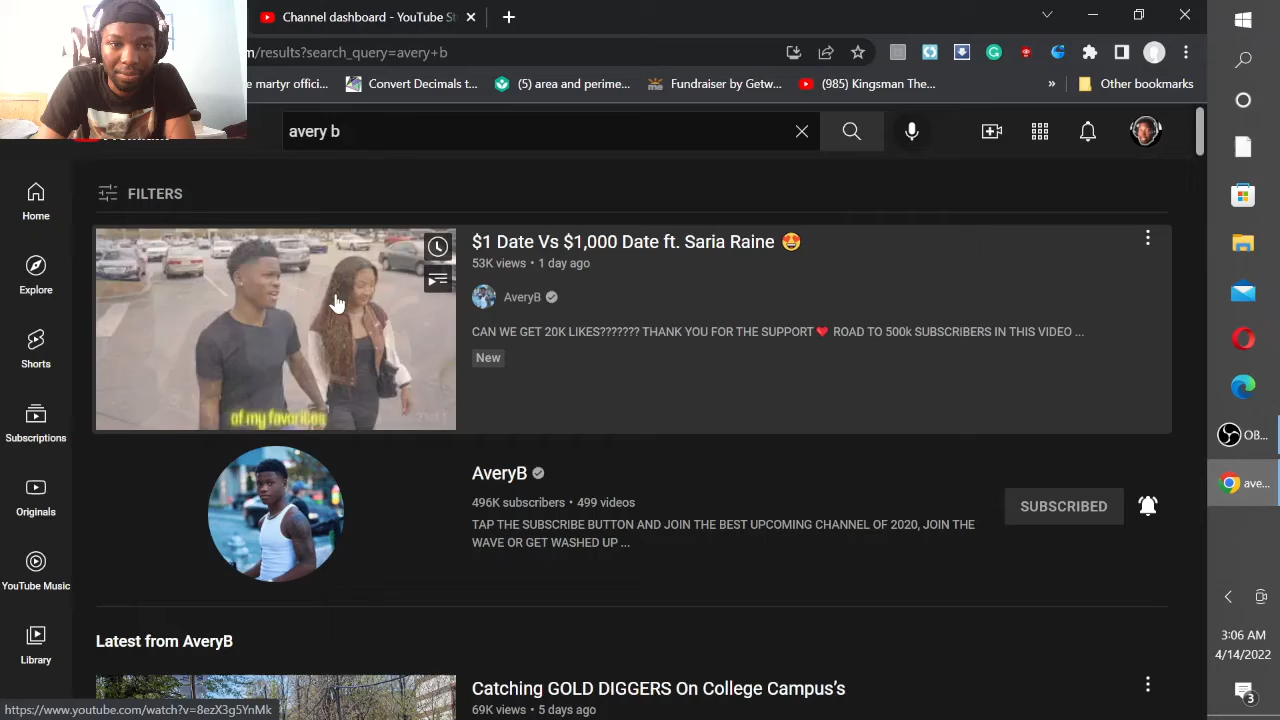 Channel dashboard - YouTube St
m/results?search_query=avery+b
e martyr offici...
Convert Decimals t...
(5) area and perime...
Fundraiser by Getw...
(985) Kingsman The...
»
Other bookmarks
avery b
FILTERS
Home
Explore
Shorts
Subscriptions
Originals
YouTube Music
Library
$1 Date Vs $1,000 Date ft. Saria Raine 😍
53K views • 1 day ago
AveryB
CAN WE GET 20K LIKES??????? THANK YOU FOR THE SUPPORT❤️ ROAD TO 500k SUBSCRIBERS IN THIS VIDEO ...
New
of my favorites
AveryB
496K subscribers • 499 videos
TAP THE SUBSCRIBE BUTTON AND JOIN THE BEST UPCOMING CHANNEL OF 2020, JOIN THE
WAVE OR GET WASHED UP ...
SUBSCRIBED
Latest from AveryB
Catching GOLD DIGGERS On College Campus's
69K views • 5 days ago
https://www.youtube.com/watch?v=8ezX3g5YnMk
OB...
ave...
3:06 AM
4/14/2022
3